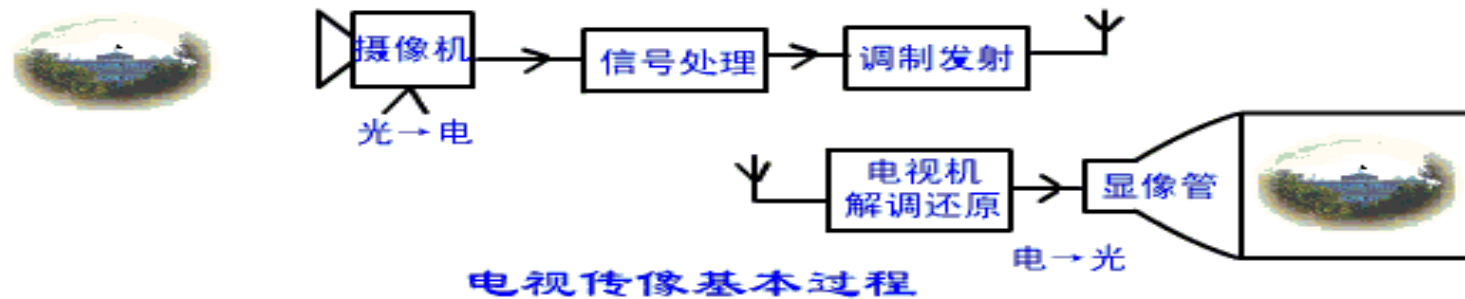 摄像机
信号处理
调制发射
光→电
电视机
解调还原
显像管
电→光
电视传像基本过程